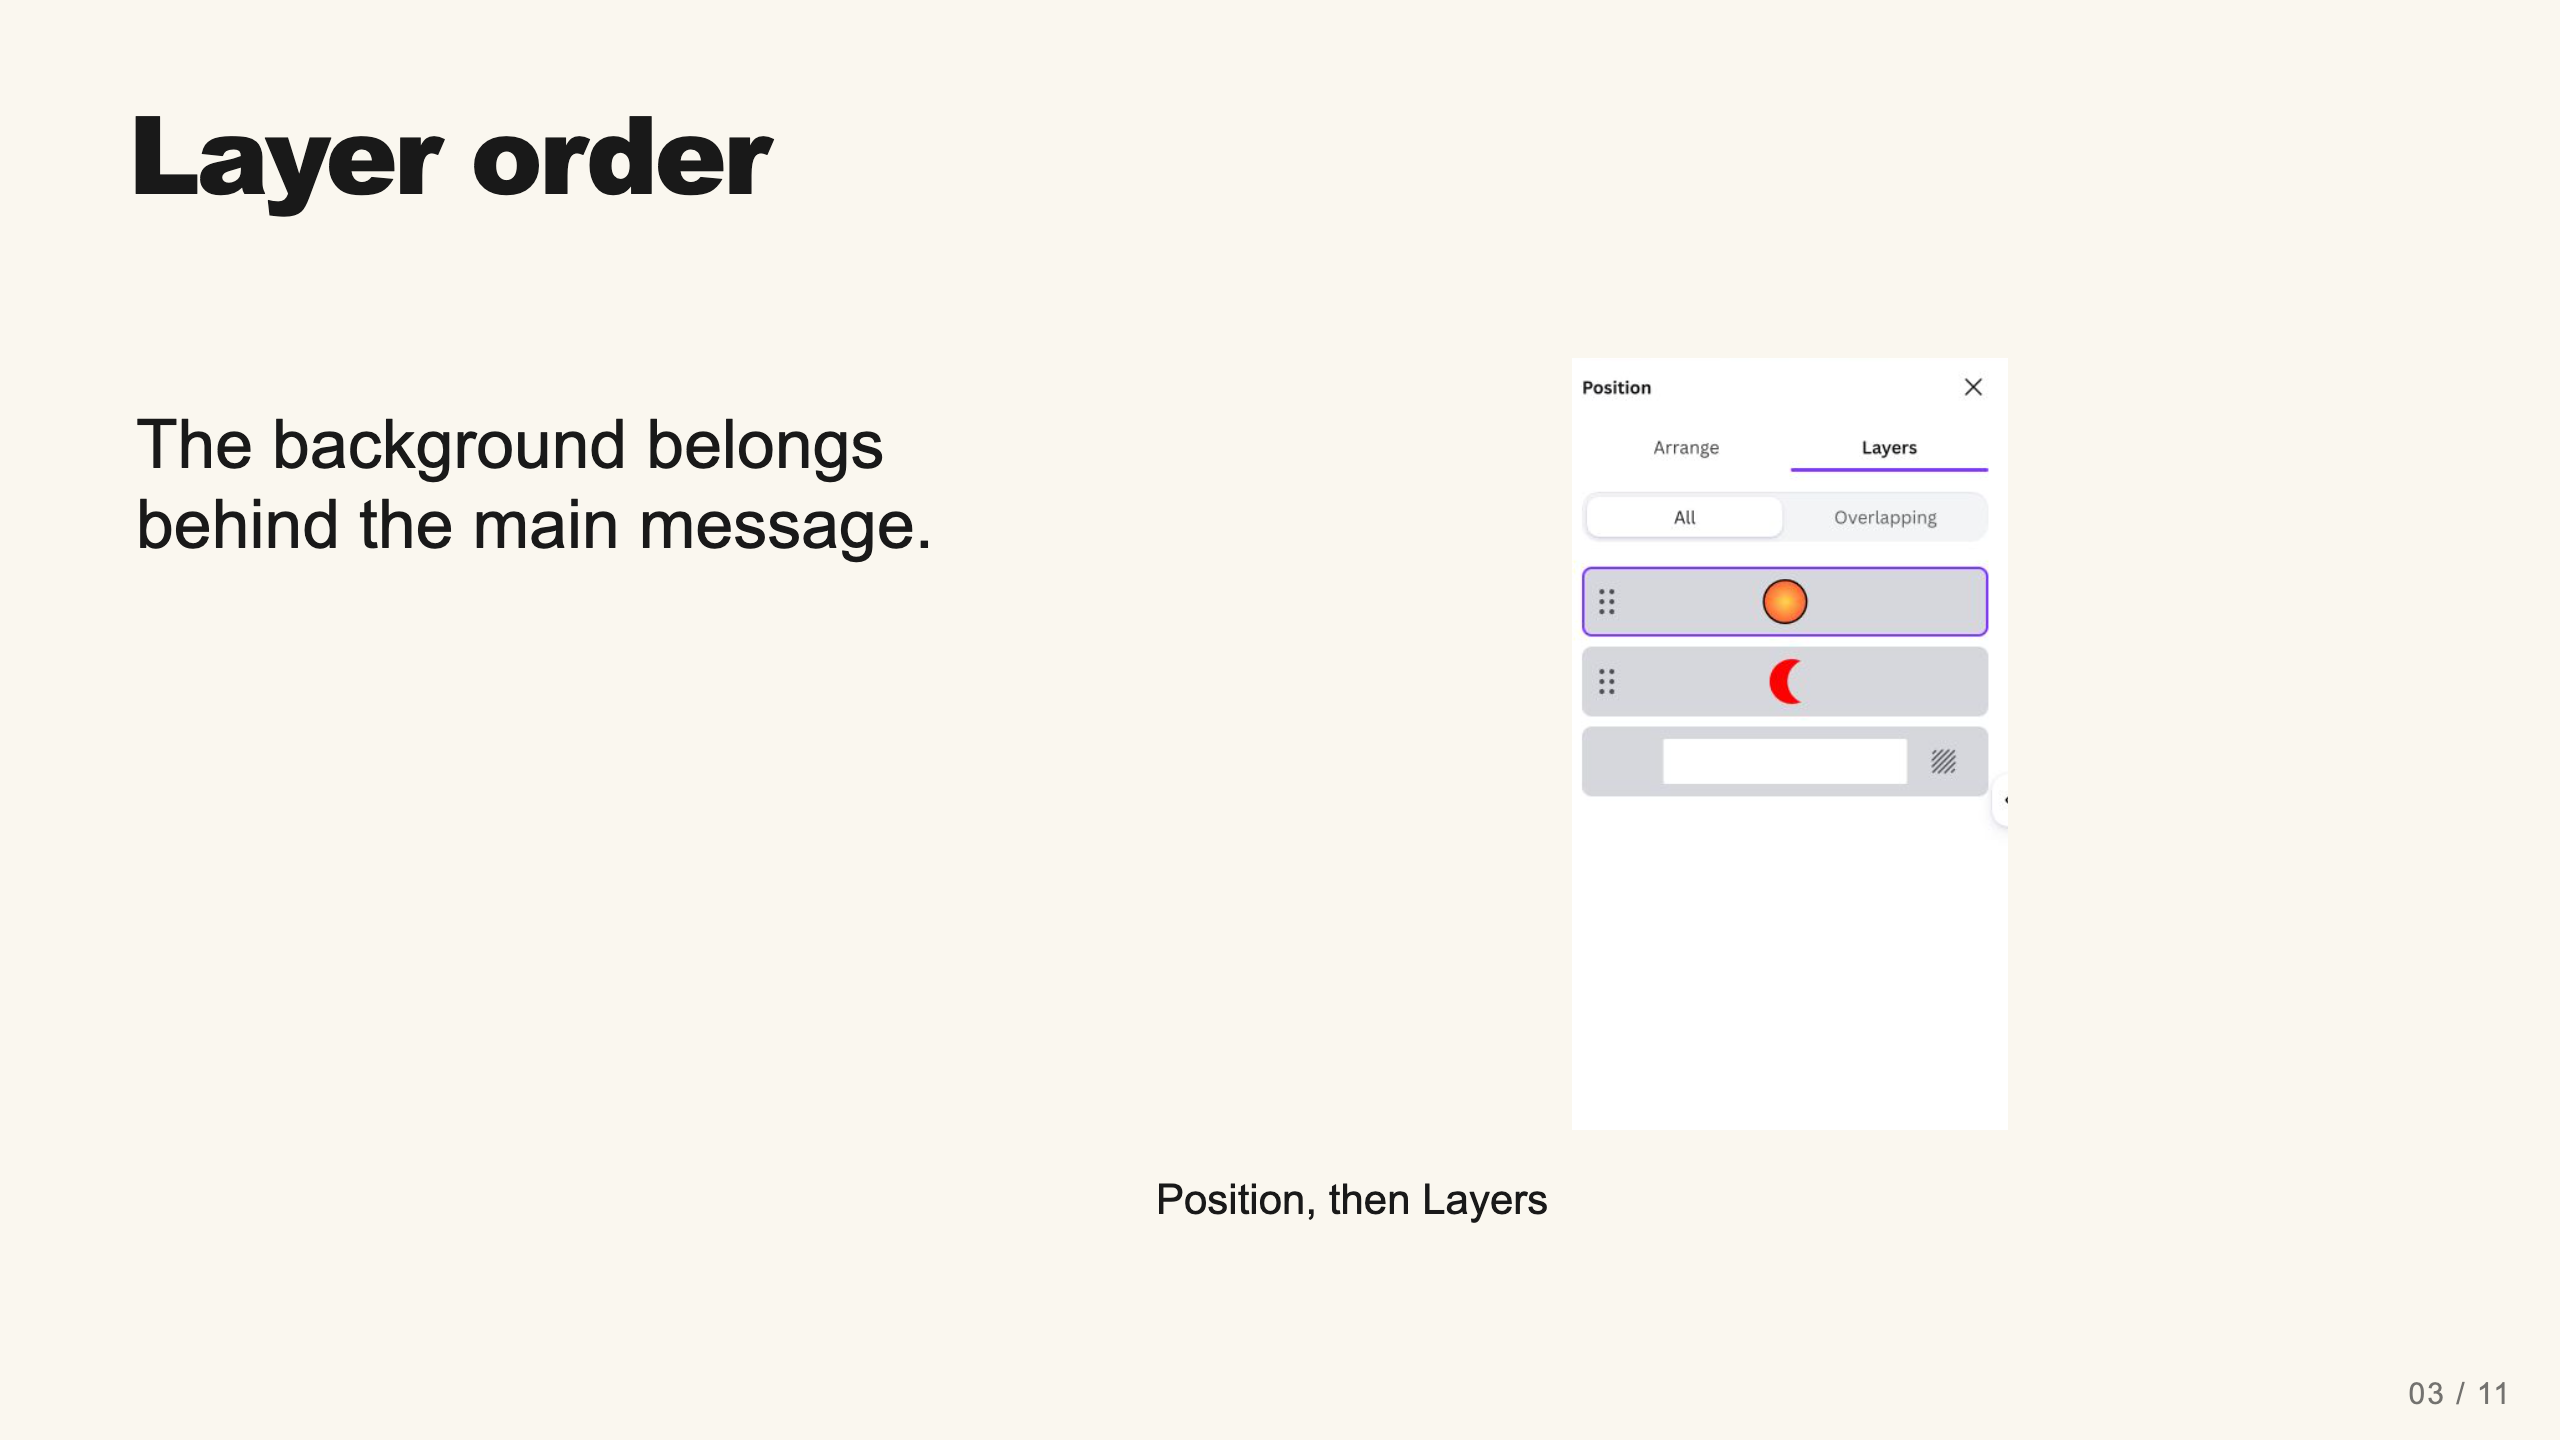 Layer order
The background belongs
behind the main message.
Position
Arrange Layers
All Overlapping
Position, then Layers
03 / 11